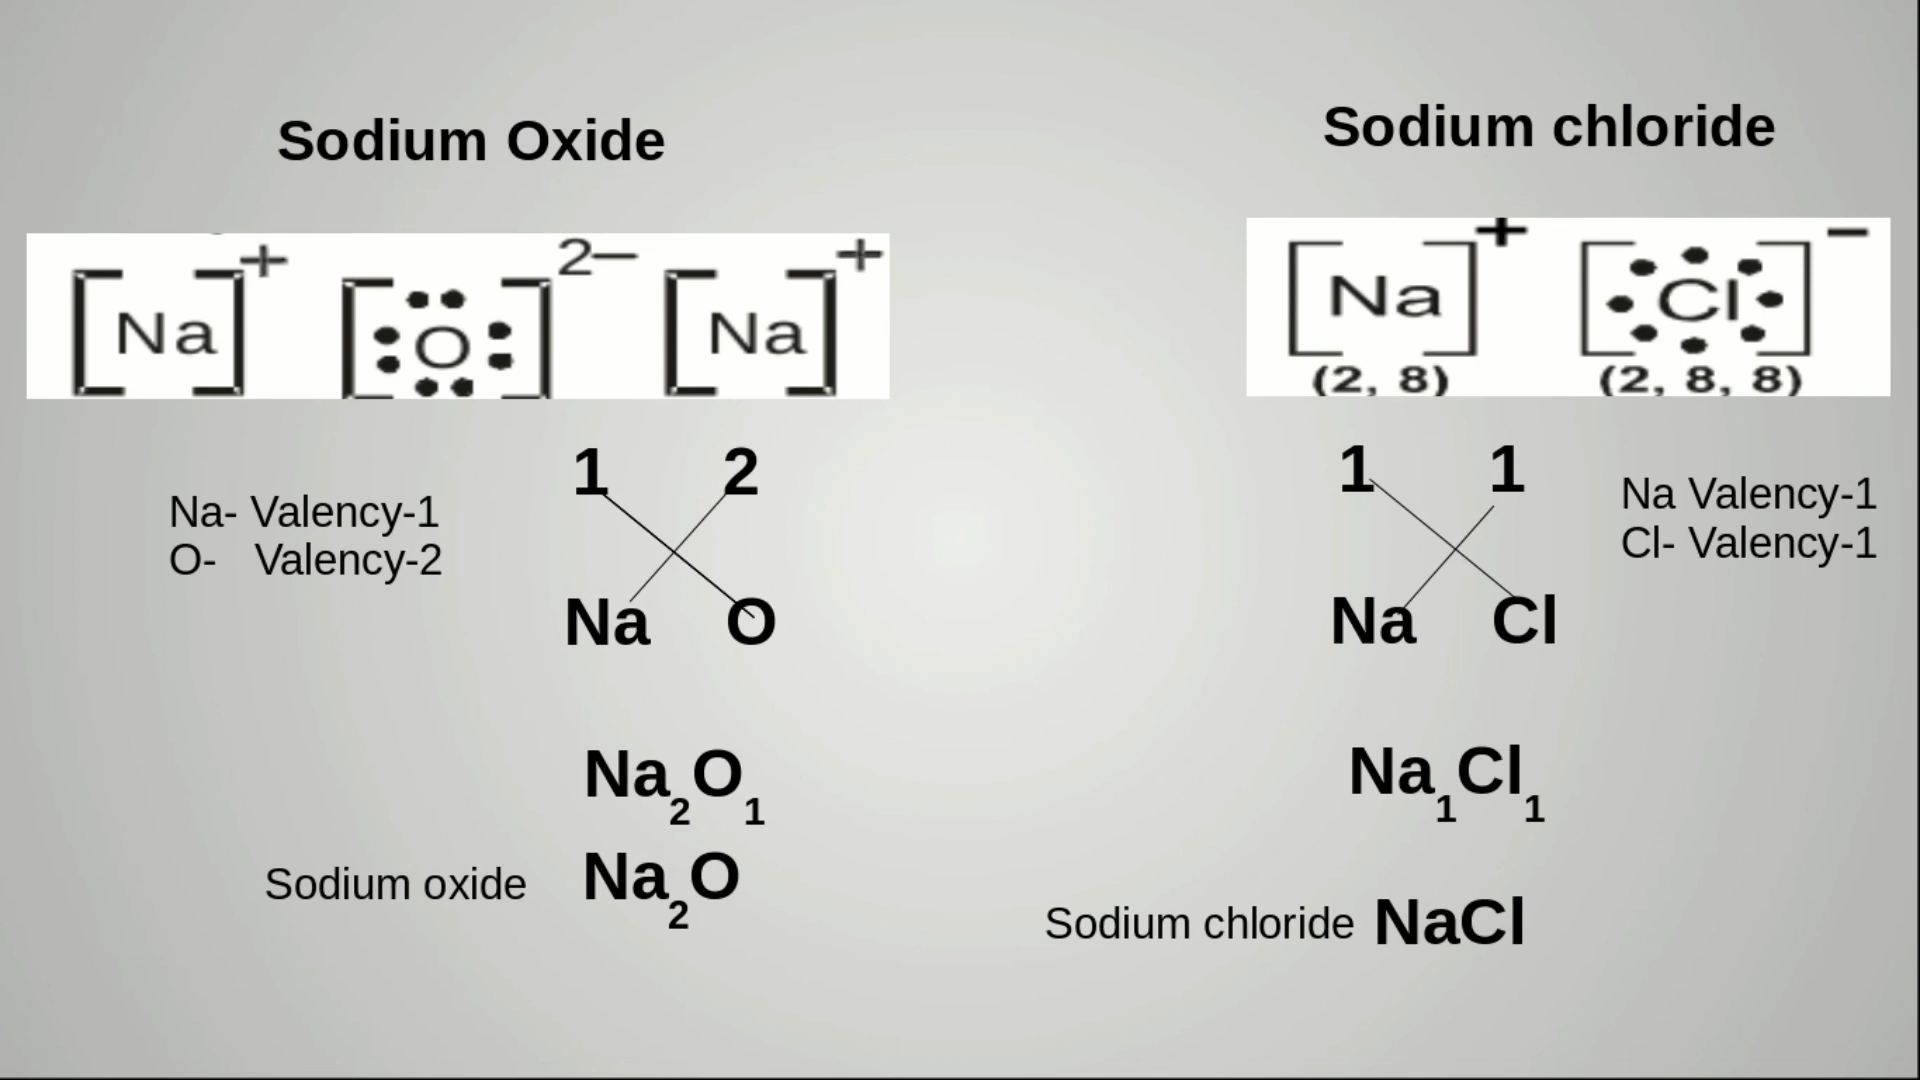 Sodium Oxide
[Na]⁺ [O]²⁻ [Na]⁺
1 2
Na- Valency-1
O- Valency-2
Na O
Na₂O₁
Sodium oxide Na₂O
Sodium chloride
[Na]⁺ [Cl]⁻
(2, 8) (2, 8, 8)
1 1
Na Valency-1
Cl- Valency-1
Na Cl
Na₁Cl₁
Sodium chloride NaCl